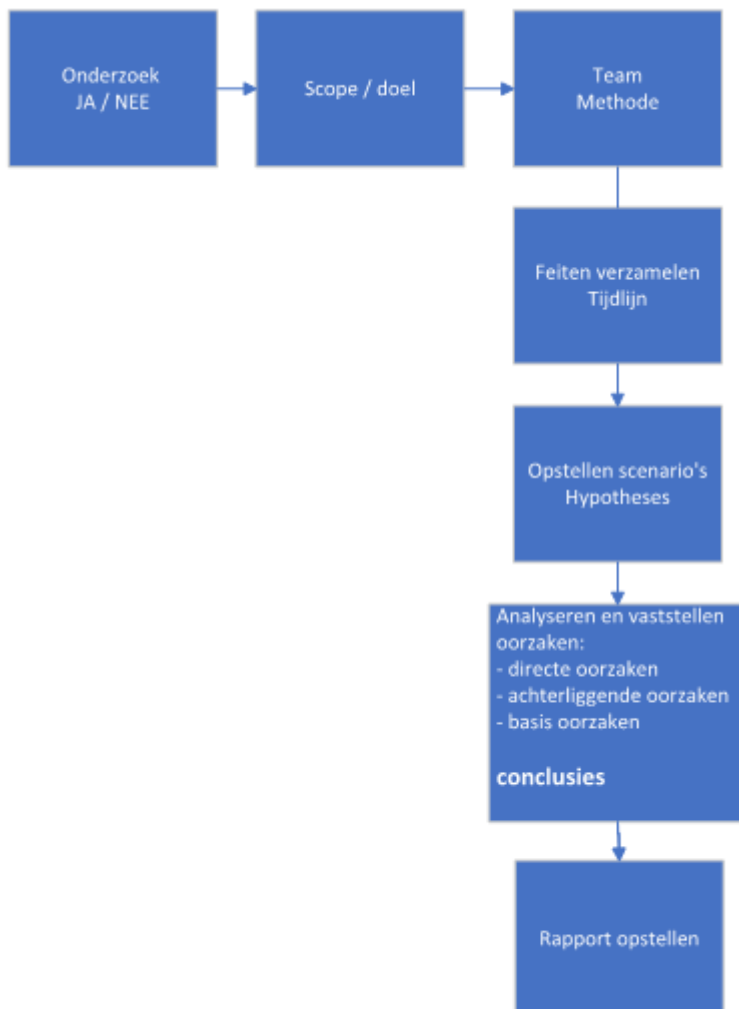 Onderzoek
JA / NEE
Scope / doel
Team
Methode
Feiten verzamelen
Tijdlijn
Opstellen scenario's
Hypotheses
Analyseren en vaststellen
oorzaken:
- directe oorzaken
- achterliggende oorzaken
- basis oorzaken
conclusies
Rapport opstellen